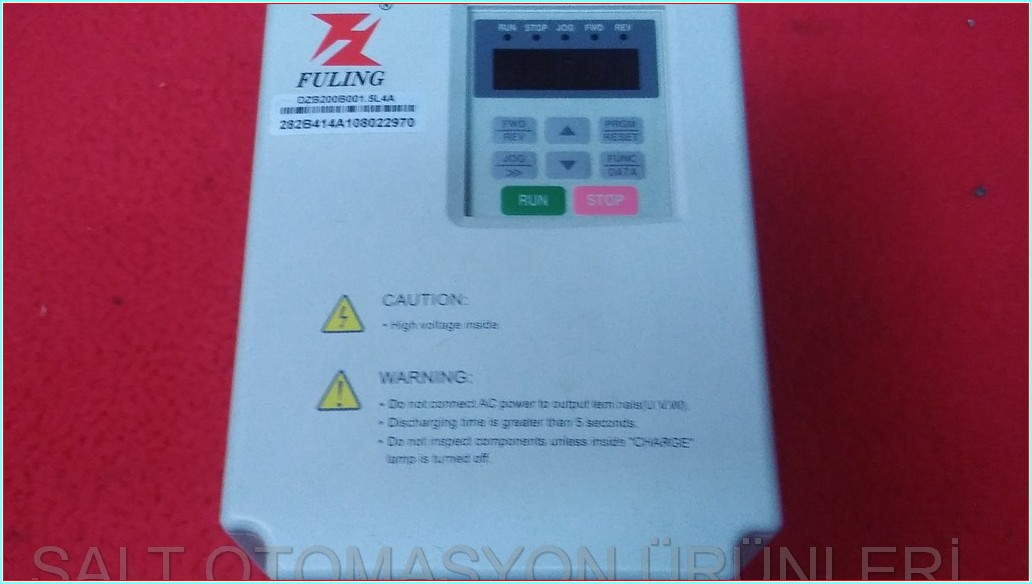 ®
FULING
DZB200B001.5L4A
282B414A108022970
RUN STOP JOG FWD REV
FWD
REV
▲
PRGM
RESET
JOG
>>
▼
FUNC
DATA
RUN
STOP
CAUTION:
• High voltage inside.
WARNING:
• Do not connect AC power to output terminals(U.V.W).
• Discharging time is greater than 5 seconds.
• Do not inspect components unless inside "CHARGE"
lamp is turned off.
SALT OTOMASYON ÜRÜNLERİ